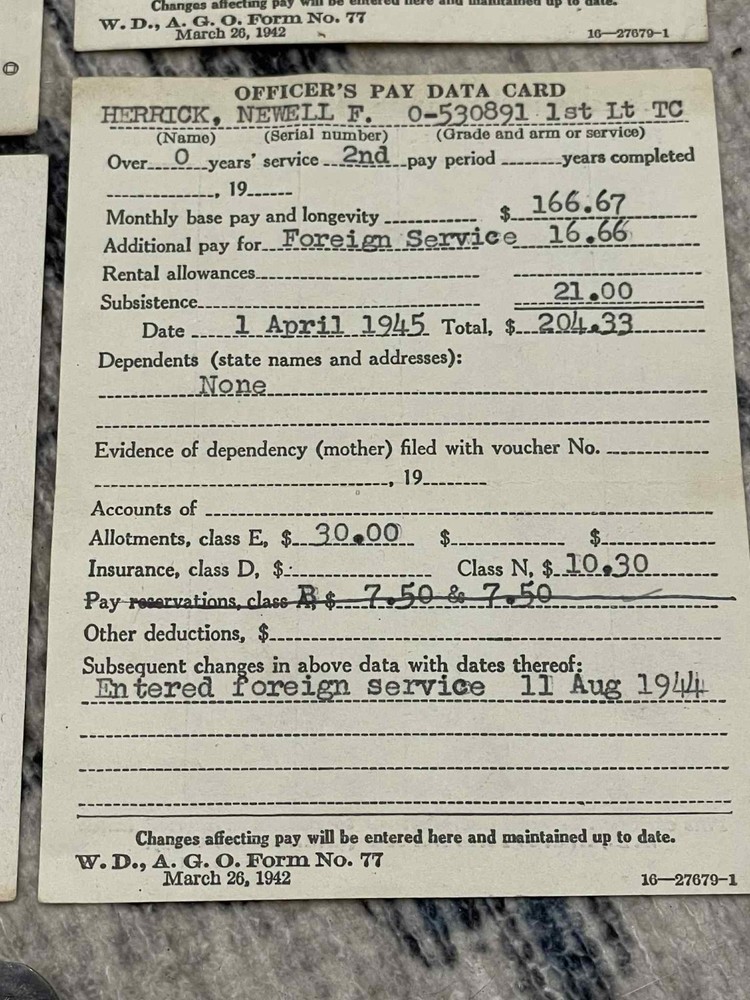 Changes affecting pay will be entered here and maintained up to date.
W. D., A. G. O. Form No. 77
March 26, 1942
16—27679-1
OFFICER'S PAY DATA CARD
HERRICK, NEWELL F. O-530891 1st Lt TC
(Name) (Serial number) (Grade and arm or service)
Over 0 years' service 2nd pay period years completed
, 19
Monthly base pay and longevity $ 166.67
Additional pay for Foreign Service 16.66
Rental allowances
Subsistence 21.00
Date 1 April 1945 Total, $ 204.33
Dependents (state names and addresses):
None
Evidence of dependency (mother) filed with voucher No.
, 19
Accounts of
Allotments, class E, $ 30.00 $ $
Insurance, class D, $ Class N, $ 10.30
Pay reservations, class B $ 7.50 & 7.50
Other deductions, $
Subsequent changes in above data with dates thereof:
Entered foreign service 11 Aug 1944
Changes affecting pay will be entered here and maintained up to date.
W. D., A. G. O. Form No. 77
March 26, 1942
16—27679-1